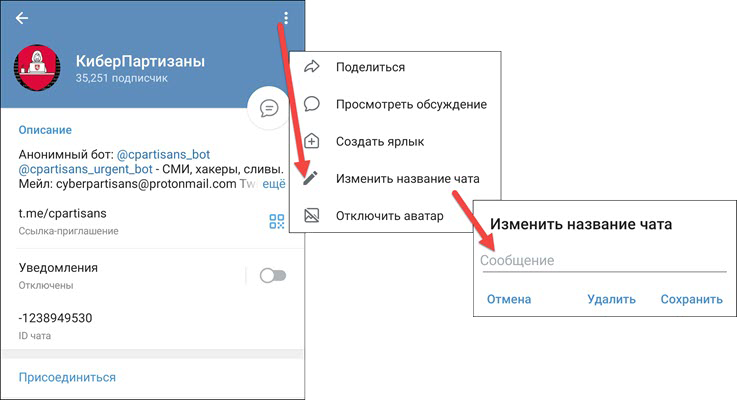 КиберПартизаны
35,251 подписчик
Описание
Анонимный бот: @cpartisans_bot
@cpartisans_urgent_bot - СМИ, хакеры, сливы.
Мейл: cyberpartisans@protonmail.com Tw ещё
t.me/cpartisans
Ссылка-приглашение
Уведомления
Отключены
-1238949530
ID чата
Присоединиться
Поделиться
Просмотреть обсуждение
Создать ярлык
Изменить название чата
Отключить аватар
Изменить название чата
Сообщение
Отмена Удалить Сохранить